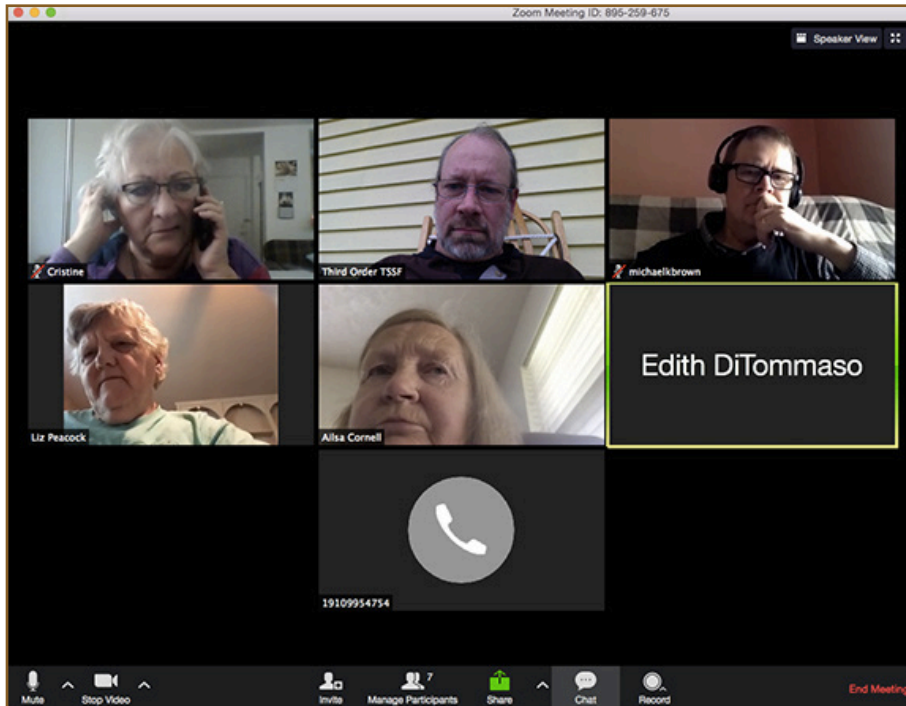 Zoom Meeting ID: 895-259-675
Speaker View
Cristine
Third Order TSSF
michaelkbrown
Liz Peacock
Ailsa Cornell
Edith DiTommaso
19109954754
Mute
Stop Video
Invite
Manage Participants
7
Share
Chat
Record
End Meeting